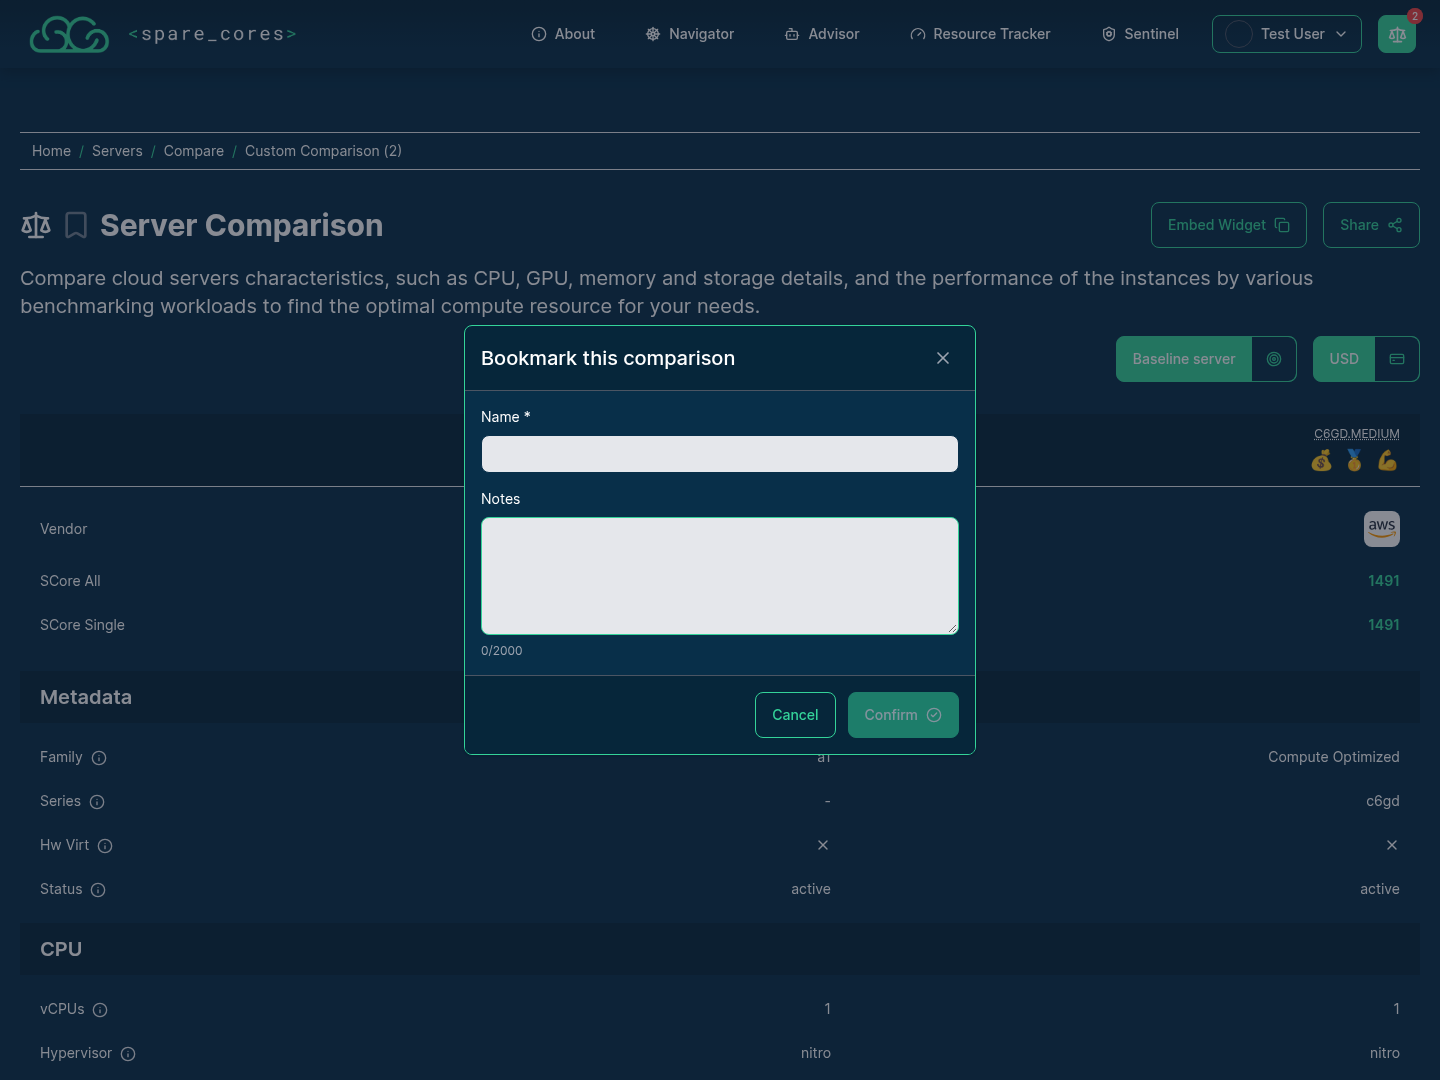 <spare_cores>
About
Navigator
Advisor
Resource Tracker
Sentinel
Test User
2
Home / Servers / Compare / Custom Comparison (2)
Server Comparison
Embed Widget
Share
Compare cloud servers characteristics, such as CPU, GPU, memory and storage details, and the performance of the instances by various
benchmarking workloads to find the optimal compute resource for your needs.
Baseline server
USD
Bookmark this comparison
Name *
Notes
0/2000
Cancel
Confirm
C6GD.MEDIUM
Vendor
aws
SCore All
1491
SCore Single
1491
Metadata
Family
a1
Compute Optimized
Series
-
c6gd
Hw Virt
Status
active
active
CPU
vCPUs
1
1
Hypervisor
nitro
nitro